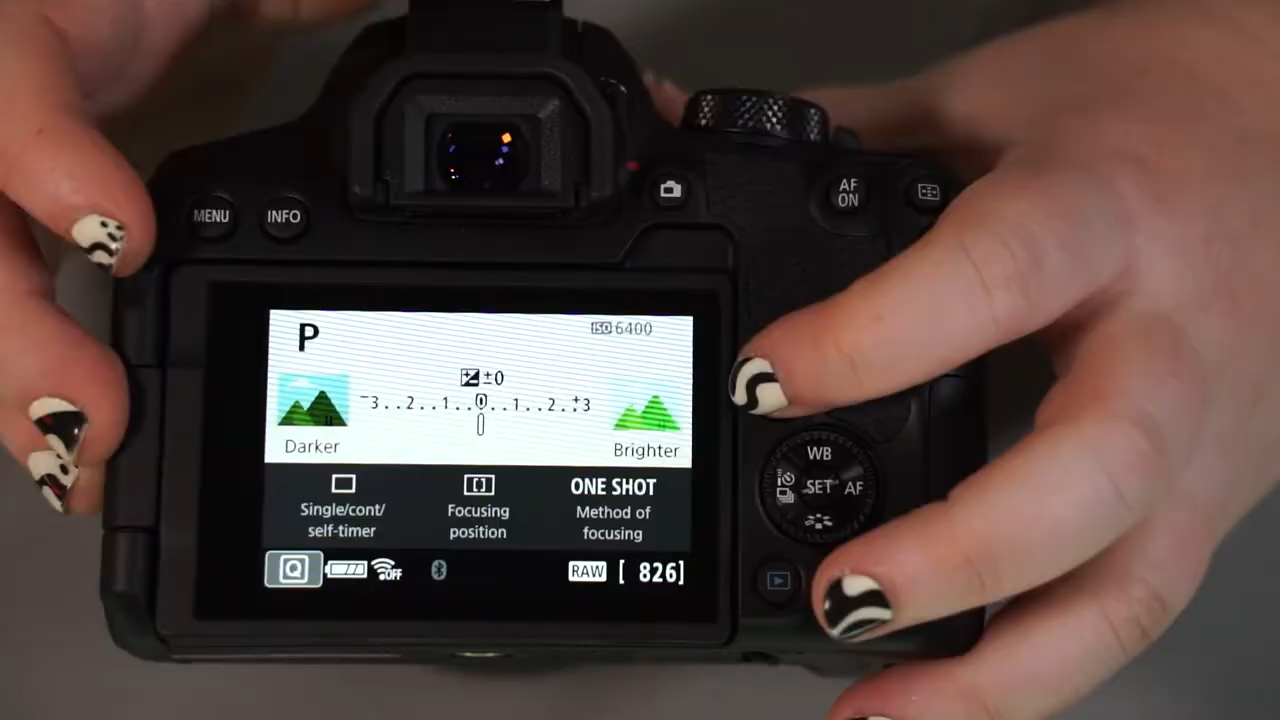 MENU
INFO
AF
ON
P
ISO 6400
±0
-3..2..1..0..1..2.+3
Darker
Brighter
ONE SHOT
Single/cont/
self-timer
Focusing
position
Method of
focusing
Q
OFF
RAW [ 826]
WB
SET
AF